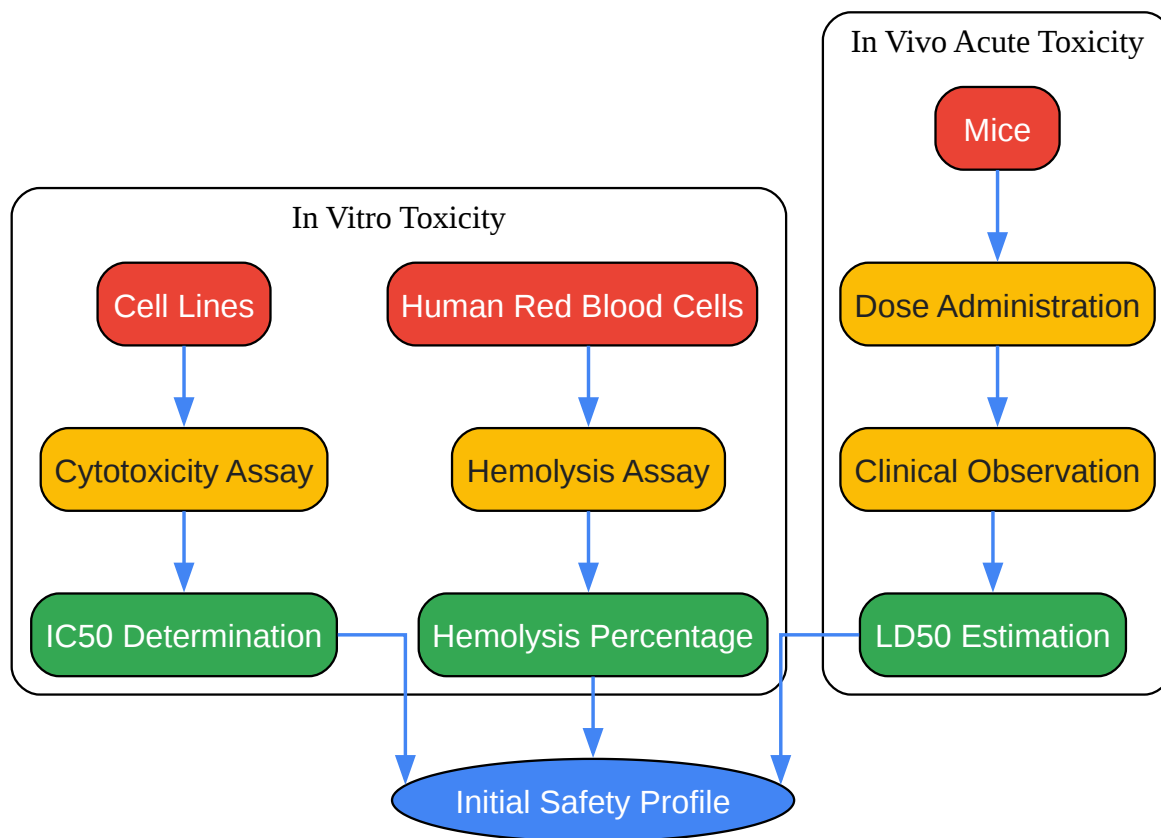 In Vivo Acute Toxicity
Mice
In Vitro Toxicity
Cell Lines
Human Red Blood Cells
Dose Administration
Cytotoxicity Assay
Hemolysis Assay
Clinical Observation
IC50 Determination
Hemolysis Percentage
LD50 Estimation
Initial Safety Profile